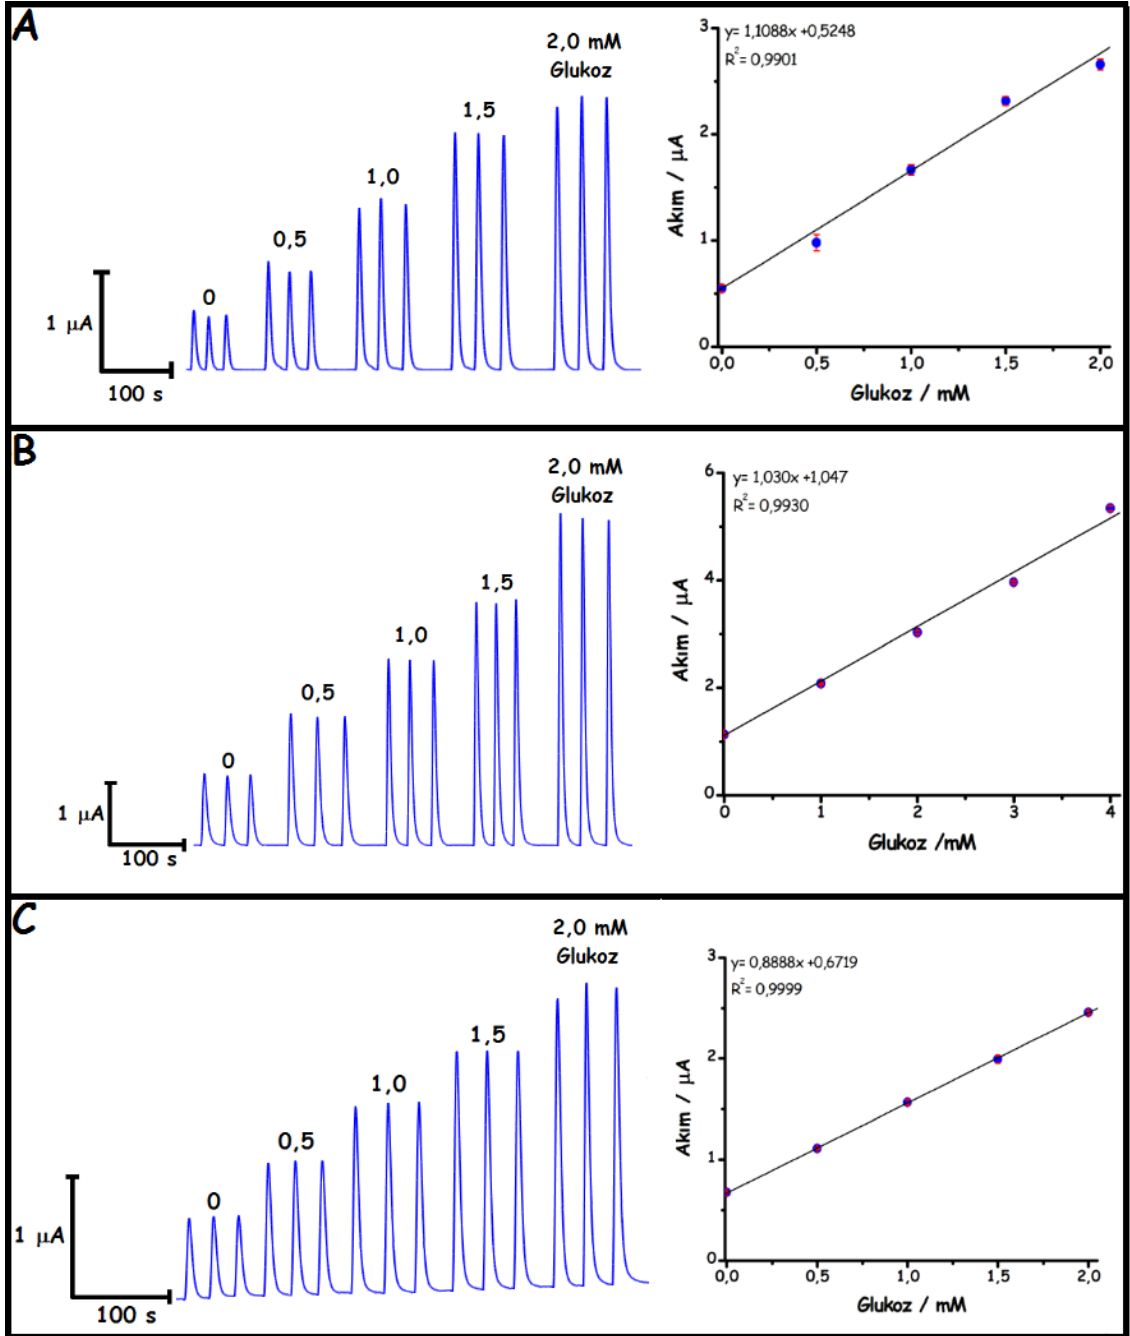 A
2,0 mM
Glukoz
1,5
1,0
0,5
0
1 µA
100 s
y= 1,1088x +0,5248
R²= 0,9901
Akım / µA
3
2
1
0
0,0 0,5 1,0 1,5 2,0
Glukoz / mM
B
2,0 mM
Glukoz
1,5
1,0
0,5
0
1 µA
100 s
y= 1,030x +1,047
R²= 0,9930
Akım / µA
6
4
2
0
0 1 2 3 4
Glukoz /mM
C
2,0 mM
Glukoz
1,5
1,0
0,5
0
1 µA
100 s
y= 0,8888x +0,6719
R²= 0,9999
Akım / µA
3
2
1
0
0,0 0,5 1,0 1,5 2,0
Glukoz / mM